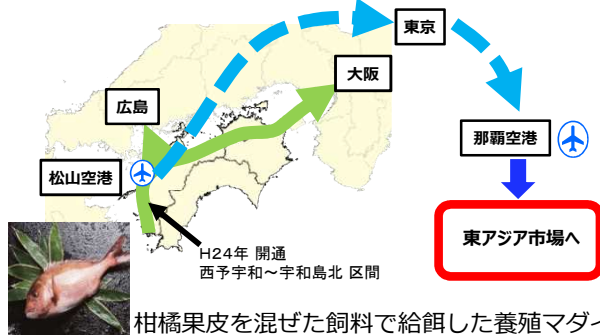 東京
大阪
広島
那覇空港
松山空港
東アジア市場へ
H24年 開通
西予宇和～宇和島北 区間
柑橘果皮を混ぜた飼料で給餌した養殖マダイ